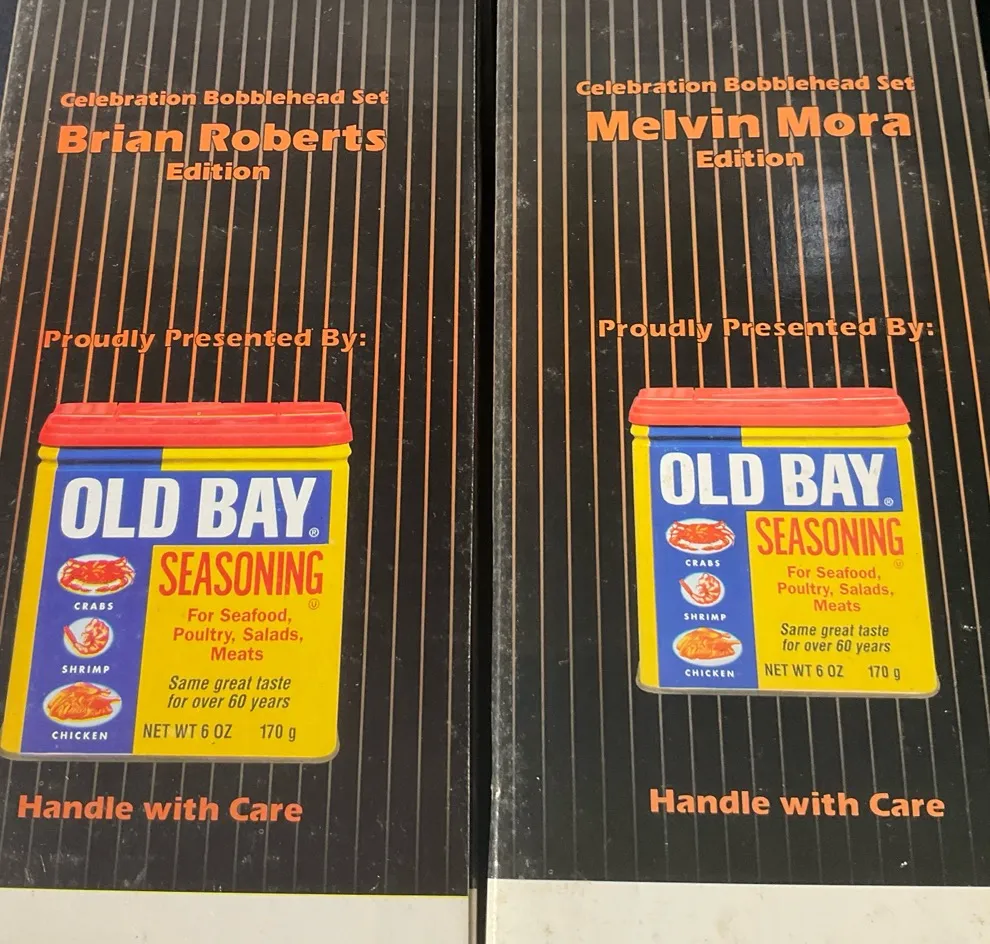 Celebration Bobblehead Set
Brian Roberts
Edition
Proudly Presented By:
OLD BAY®
SEASONING
U
CRABS
SHRIMP
CHICKEN
For Seafood,
Poultry, Salads,
Meats
Same great taste
for over 60 years
NET WT 6 OZ 170 g
Handle with Care
Celebration Bobblehead Set
Melvin Mora
Edition
Proudly Presented By:
OLD BAY®
SEASONING
U
CRABS
SHRIMP
CHICKEN
For Seafood,
Poultry, Salads,
Meats
Same great taste
for over 60 years
NET WT 6 OZ 170 g
Handle with Care